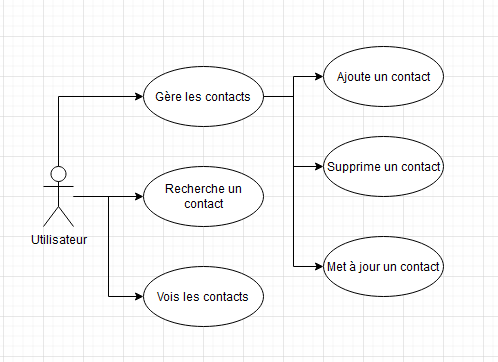 Ajoute un contact
Gère les contacts
Supprime un contact
Recherche un
contact
Utilisateur
Met à jour un contact
Vois les contacts